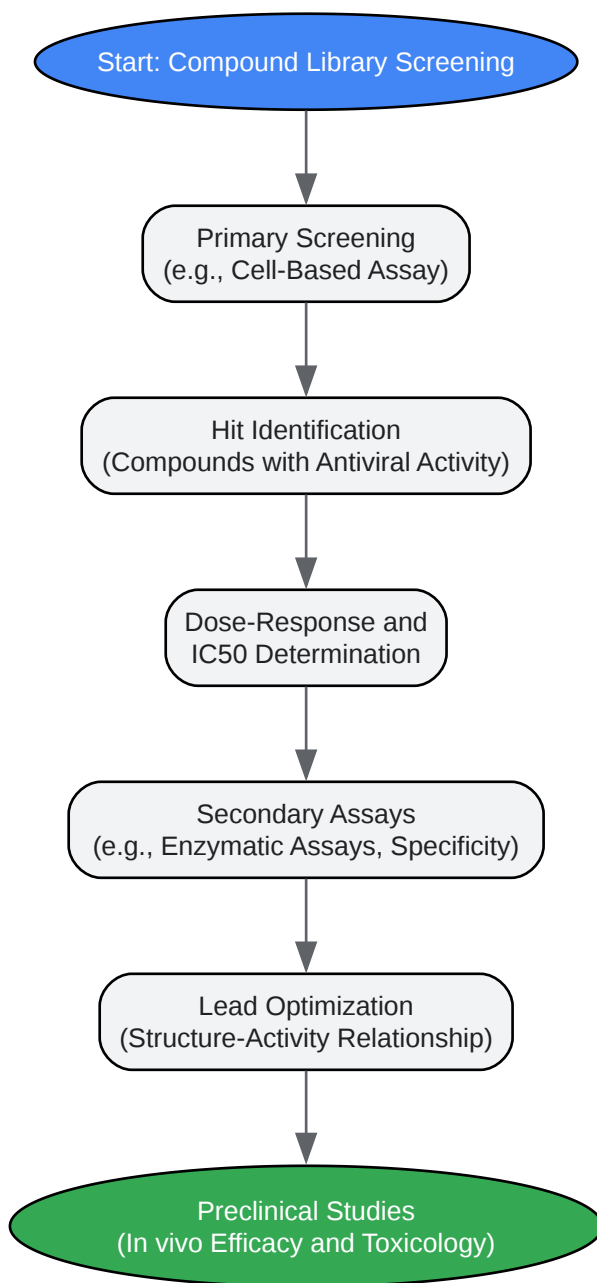 Start: Compound Library Screening
Primary Screening
(e.g., Cell-Based Assay)
Hit Identification
(Compounds with Antiviral Activity)
Dose-Response and
IC50 Determination
Secondary Assays
(e.g., Enzymatic Assays, Specificity)
Lead Optimization
(Structure-Activity Relationship)
Preclinical Studies
(In vivo Efficacy and Toxicology)